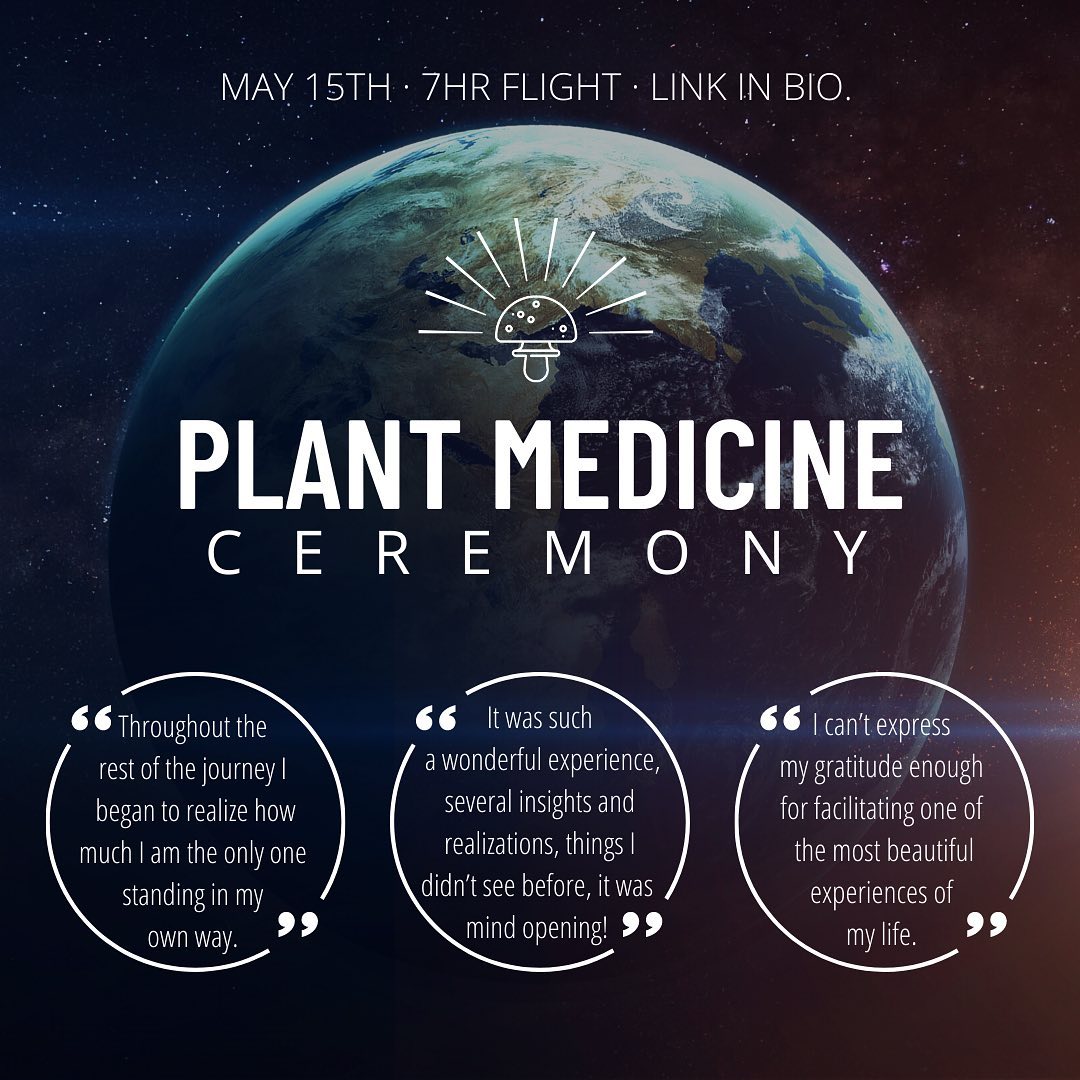 MAY 15TH · 7HR FLIGHT · LINK IN BIO.
PLANT MEDICINE
CEREMONY
“Throughout the
rest of the journey I
began to realize how
much I am the only one
standing in my
own way.”
“It was such
a wonderful experience,
several insights and
realizations, things I
didn’t see before, it was
mind opening!”
“I can’t express
my gratitude enough
for facilitating one of
the most beautiful
experiences of
my life.”